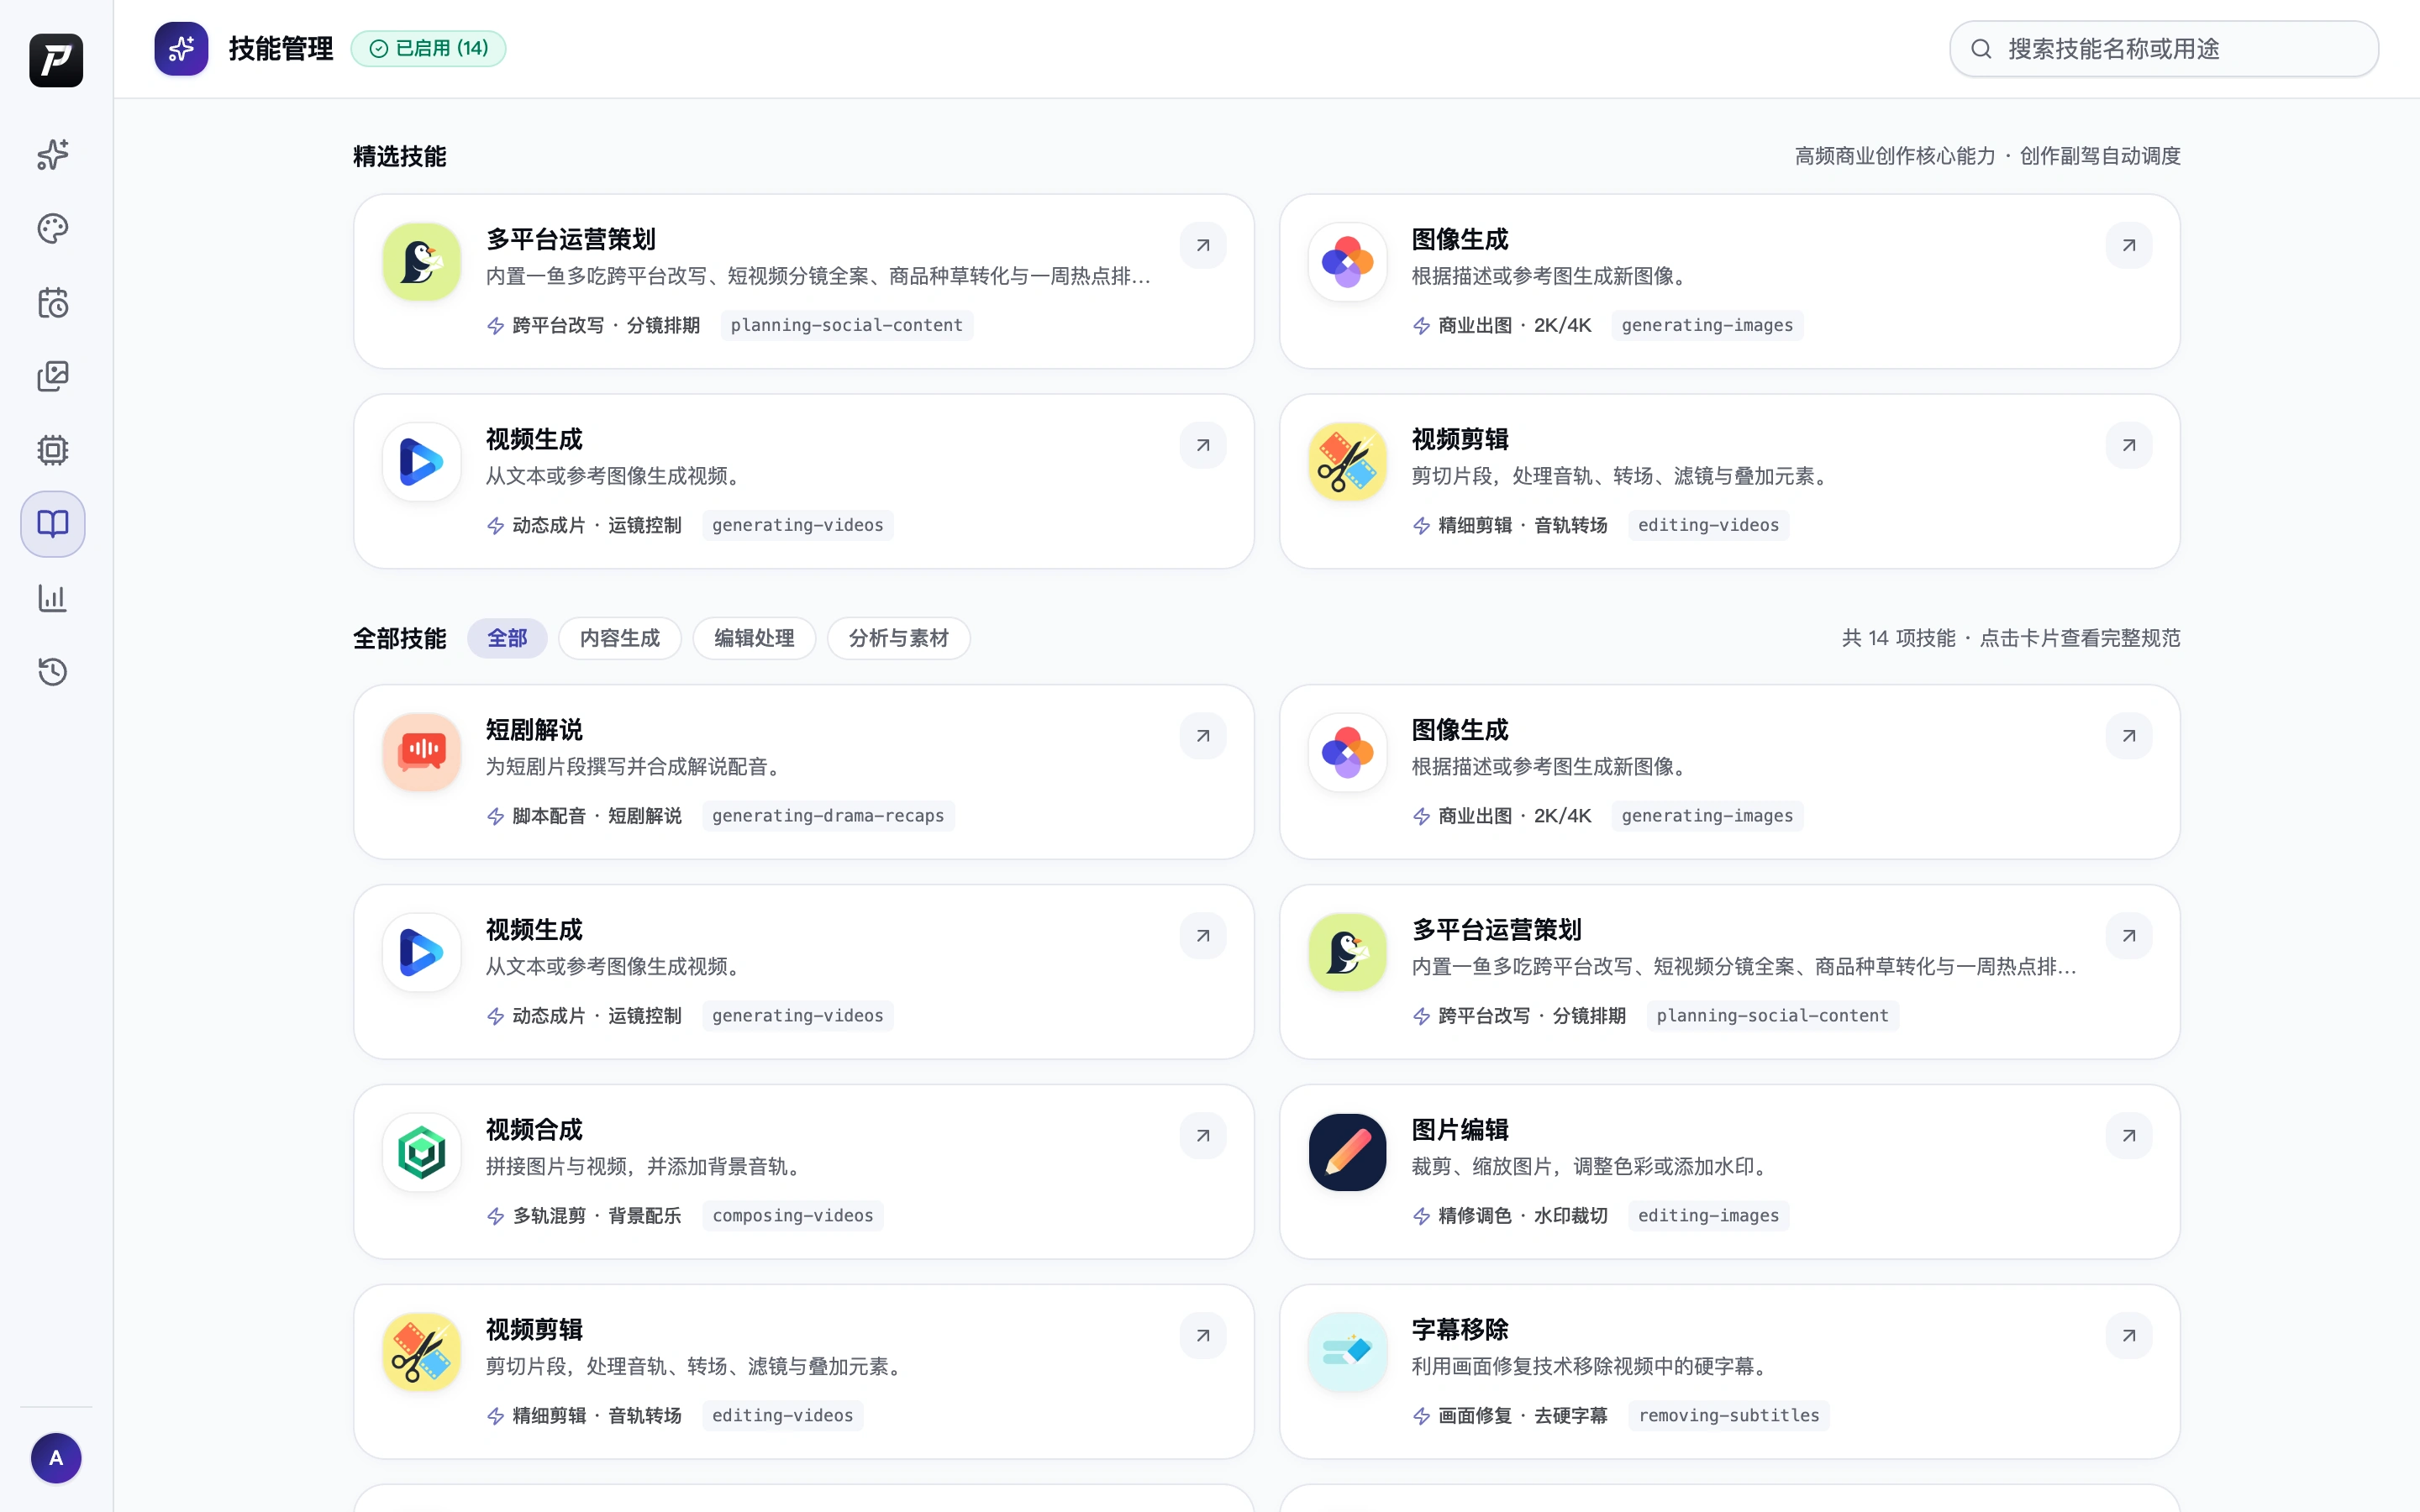 技能管理
已启用 (14)
搜索技能名称或用途
精选技能
高频商业创作核心能力 · 创作副驾自动调度
多平台运营策划
内置一鱼多吃跨平台改写、短视频分镜全案、商品种草转化与一周热点排…
跨平台改写 · 分镜排期 planning-social-content
图像生成
根据描述或参考图生成新图像。
商业出图 · 2K/4K generating-images
视频生成
从文本或参考图像生成视频。
动态成片 · 运镜控制 generating-videos
视频剪辑
剪切片段，处理音轨、转场、滤镜与叠加元素。
精细剪辑 · 音轨转场 editing-videos
全部技能 全部 内容生成 编辑处理 分析与素材
共 14 项技能 · 点击卡片查看完整规范
短剧解说
为短剧片段撰写并合成解说配音。
脚本配音 · 短剧解说 generating-drama-recaps
图像生成
根据描述或参考图生成新图像。
商业出图 · 2K/4K generating-images
视频生成
从文本或参考图像生成视频。
动态成片 · 运镜控制 generating-videos
多平台运营策划
内置一鱼多吃跨平台改写、短视频分镜全案、商品种草转化与一周热点排…
跨平台改写 · 分镜排期 planning-social-content
视频合成
拼接图片与视频，并添加背景音轨。
多轨混剪 · 背景配乐 composing-videos
图片编辑
裁剪、缩放图片，调整色彩或添加水印。
精修调色 · 水印裁切 editing-images
视频剪辑
剪切片段，处理音轨、转场、滤镜与叠加元素。
精细剪辑 · 音轨转场 editing-videos
字幕移除
利用画面修复技术移除视频中的硬字幕。
画面修复 · 去硬字幕 removing-subtitles
A